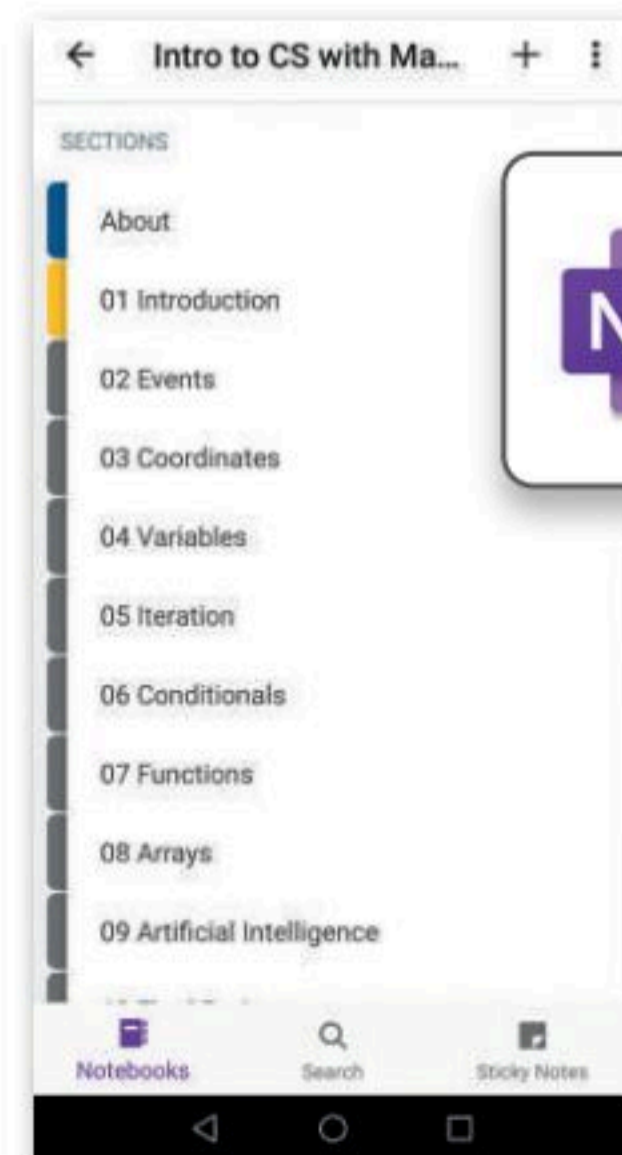 Intro to CS with Ma...
SECTIONS
About
01 Introduction
02 Events
03 Coordinates
04 Variables
05 Iteration
06 Conditionals
07 Functions
08 Arrays
09 Artificial Intelligence
N
Notebooks
Search
Sticky Notes